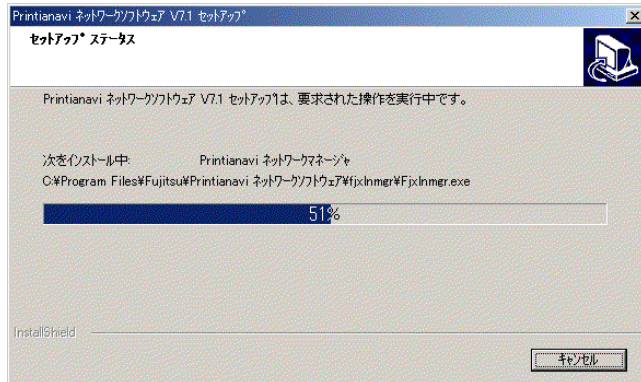 Printianavi ネットワークソフトウェア V7.1 セットアップ
セットアップ ステータス
Printianavi ネットワークソフトウェア V7.1 セットアップは、要求された操作を実行中です。
次をインストール中: Printianavi ネットワークマネージャ
C:¥Program Files¥Fujitsu¥Printianavi ネットワークソフトウェア¥fjxlnmgr¥Fjxlnmgr.exe
51%
InstallShield
キャンセル